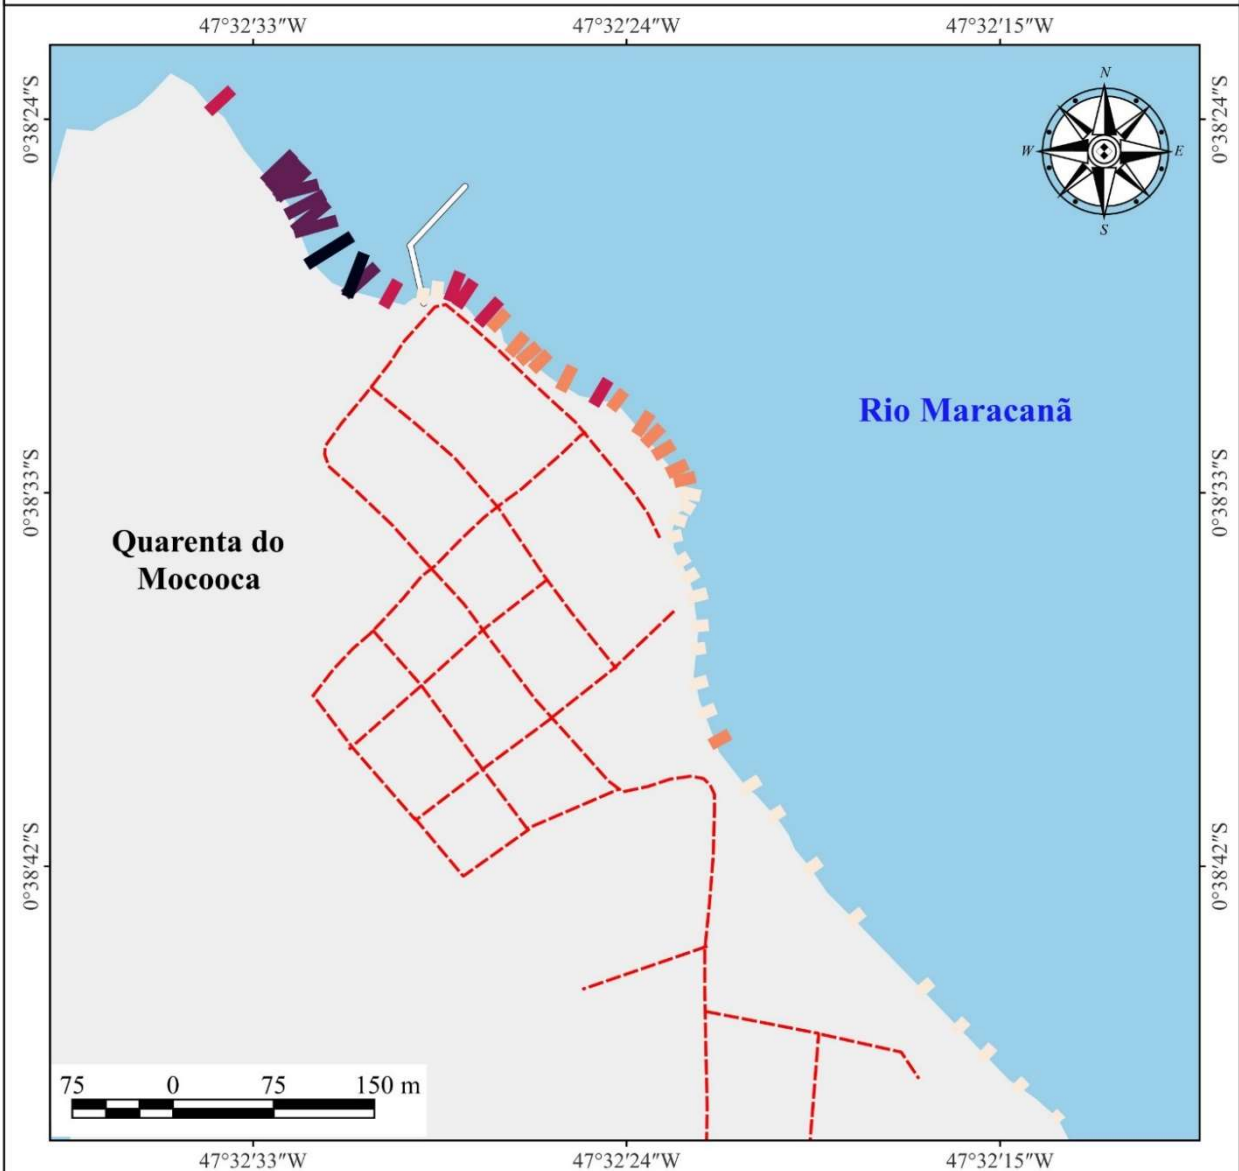 47°32'33"W 47°32'24"W 47°32'15"W
0°38'24"S 0°38'24"S
N
W E
S
Rio Maracanã
0°38'33"S 0°38'33"S
Quarenta do
Mocooca
0°38'42"S 0°38'42"S
75 0 75 150 m
47°32'33"W 47°32'24"W 47°32'15"W